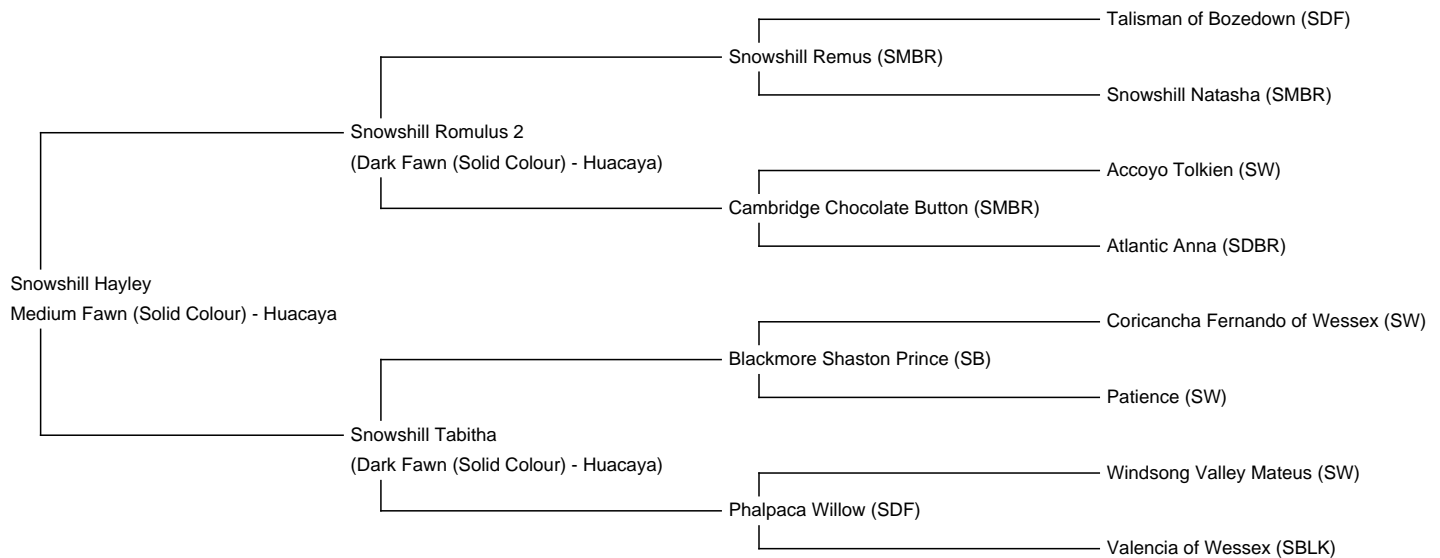 Talisman of Bozedown (SDF)
Snowshill Remus (SMBR)
Snowshill Natasha (SMBR)
Snowshill Romulus 2
(Dark Fawn (Solid Colour) - Huacaya)
Accoyo Tolkien (SW)
Cambridge Chocolate Button (SMBR)
Atlantic Anna (SDBR)
Snowshill Hayley
Medium Fawn (Solid Colour) - Huacaya
Coricancha Fernando of Wessex (SW)
Blackmore Shaston Prince (SB)
Patience (SW)
Snowshill Tabitha
(Dark Fawn (Solid Colour) - Huacaya)
Windsong Valley Mateus (SW)
Phalpaca Willow (SDF)
Valencia of Wessex (SBLK)